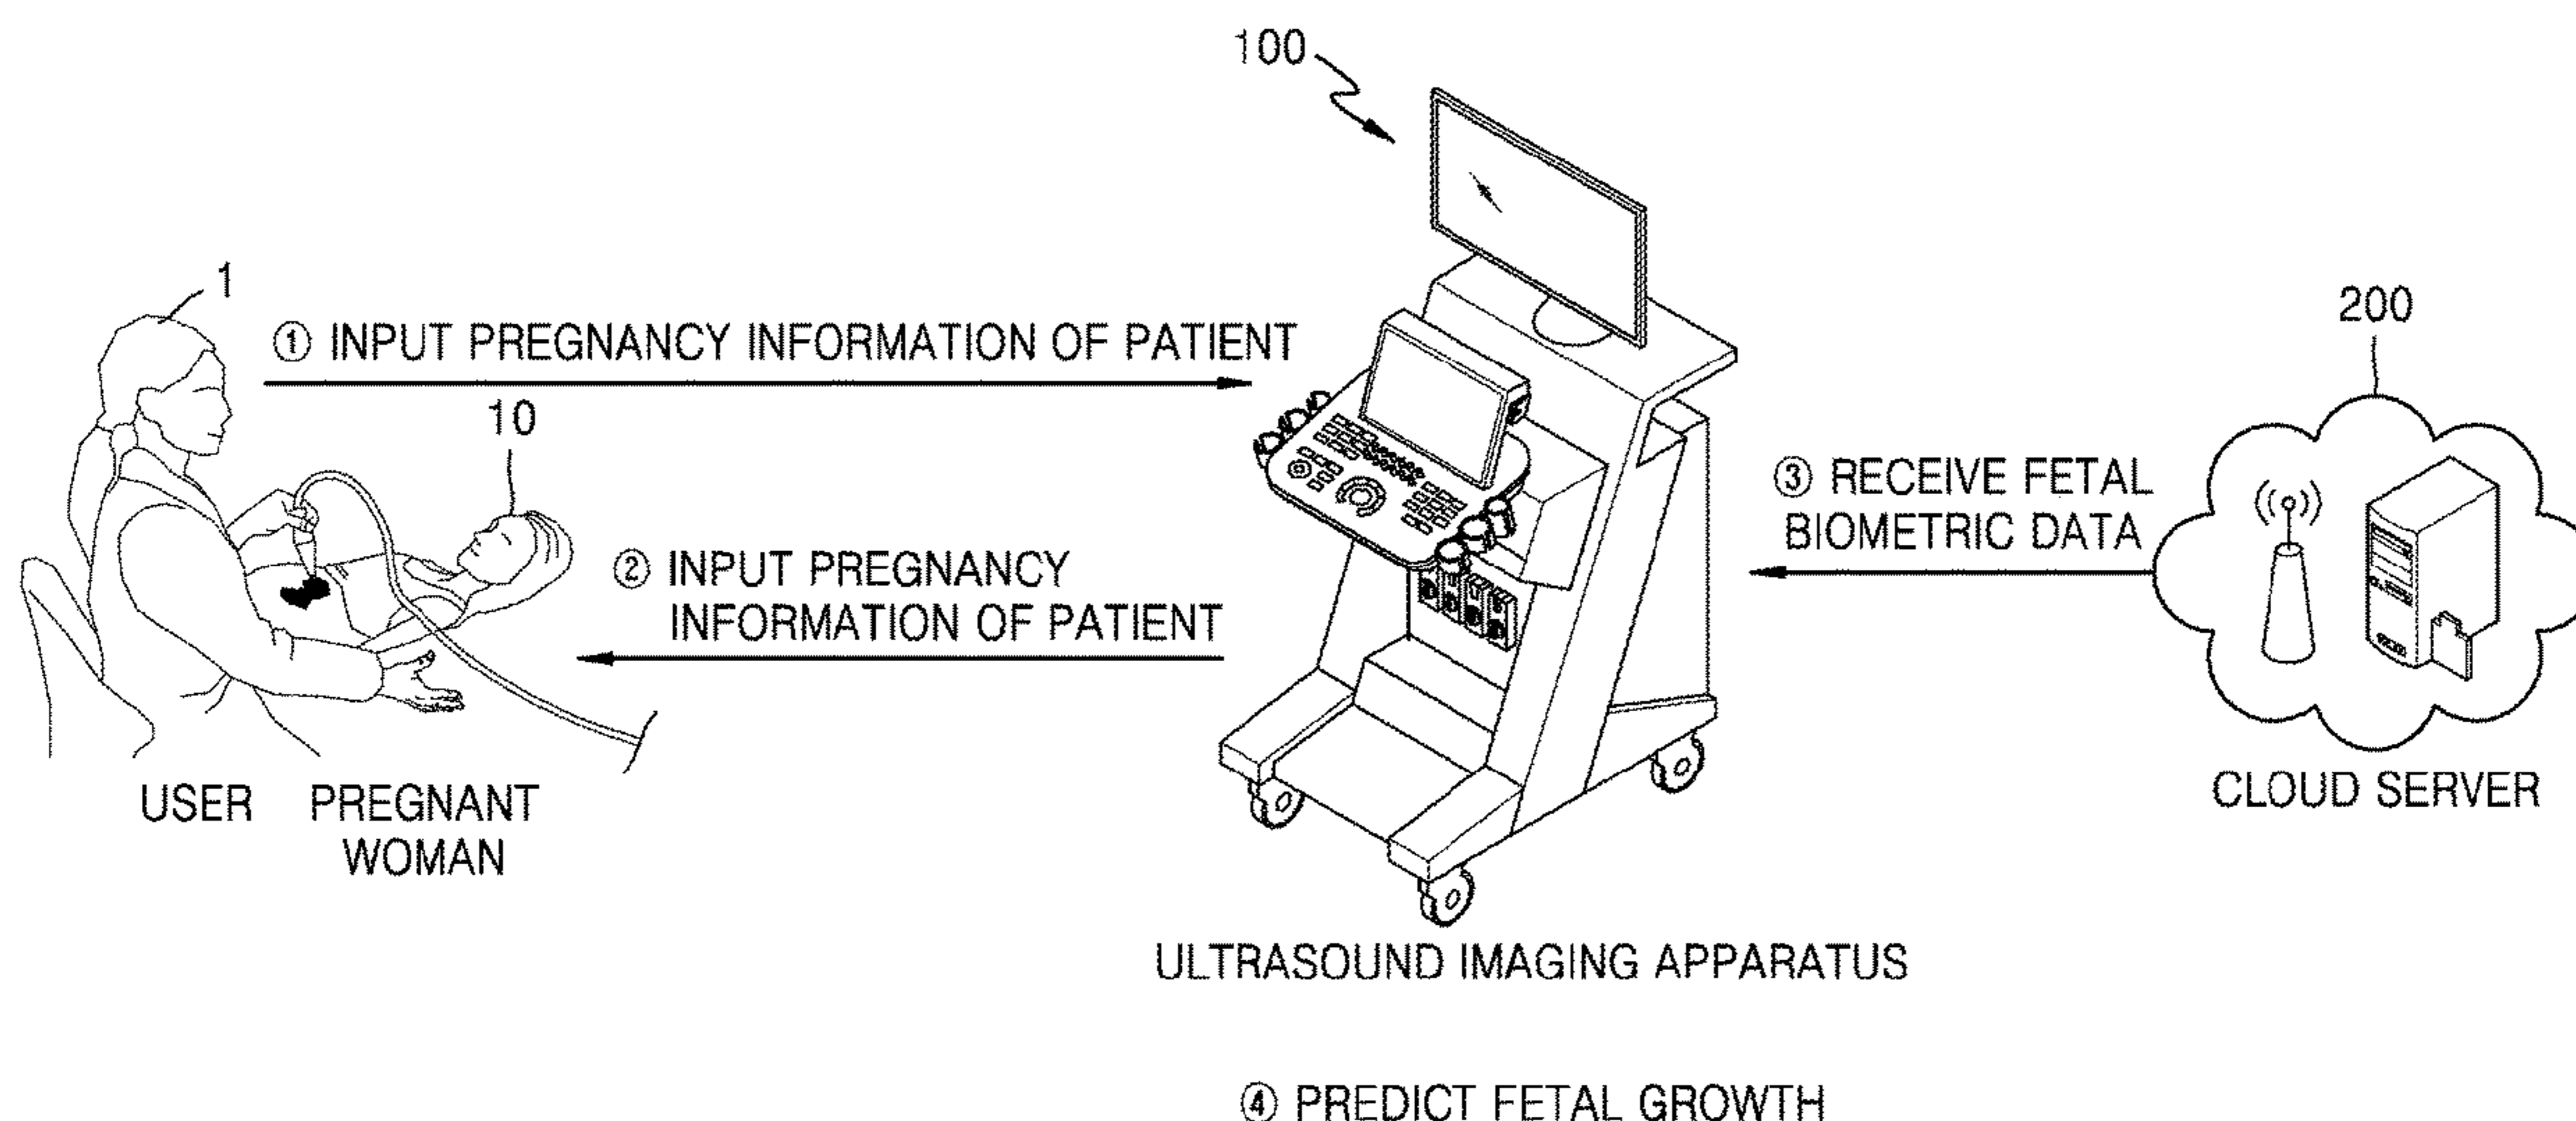 100
1
① INPUT PREGNANCY INFORMATION OF PATIENT
10
② INPUT PREGNANCY
INFORMATION OF PATIENT
200
③ RECEIVE FETAL
BIOMETRIC DATA
USER
PREGNANT
WOMAN
CLOUD SERVER
ULTRASOUND IMAGING APPARATUS
④ PREDICT FETAL GROWTH